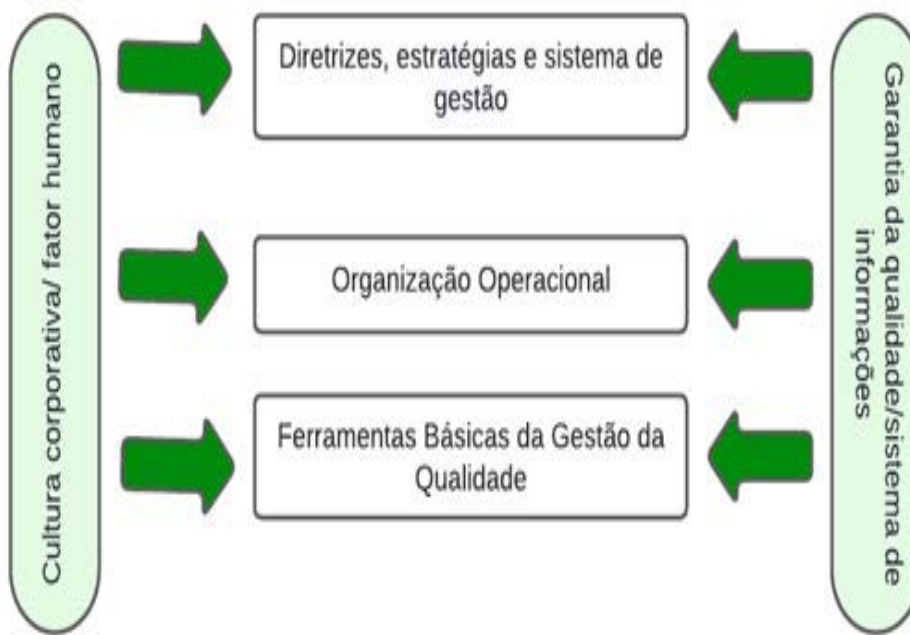 Cultura corporativa/ fator humano
Diretrizes, estratégias e sistema de
gestão
Organização Operacional
Ferramentas Básicas da Gestão da
Qualidade
Garantia da qualidade/sistema de
informações